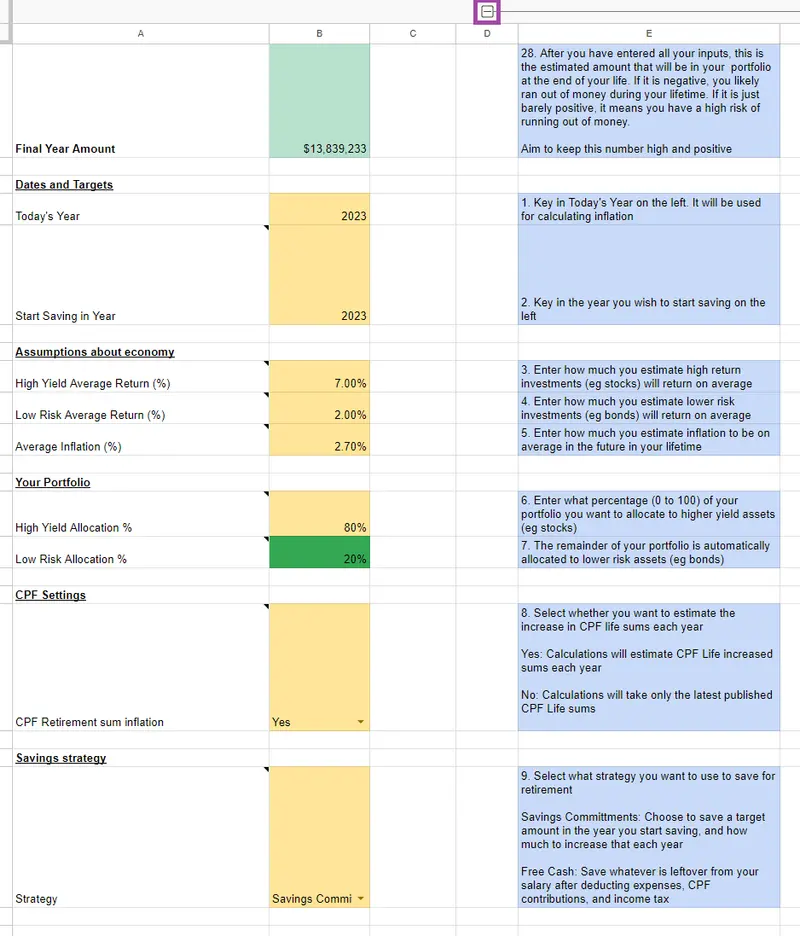 A B C D E
28. After you have entered all your inputs, this is
the estimated amount that will be in your portfolio
at the end of your life. If it is negative, you likely
ran out of money during your lifetime. If it is just
barely positive, it means you have a high risk of
running out of money.
Final Year Amount $13,839,233 Aim to keep this number high and positive
Dates and Targets
1. Key in Today's Year on the left. It will be used
Today's Year 2023 for calculating inflation
2. Key in the year you wish to start saving on the
Start Saving in Year 2023 left
Assumptions about economy
3. Enter how much you estimate high return
High Yield Average Return (%) 7.00% investments (eg stocks) will return on average
4. Enter how much you estimate lower risk
Low Risk Average Return (%) 2.00% investments (eg bonds) will return on average
5. Enter how much you estimate inflation to be on
Average Inflation (%) 2.70% average in the future in your lifetime
Your Portfolio
6. Enter what percentage (0 to 100) of your
portfolio you want to allocate to higher yield assets
High Yield Allocation % 80% (eg stocks)
7. The remainder of your portfolio is automatically
Low Risk Allocation % 20% allocated to lower risk assets (eg bonds)
CPF Settings
8. Select whether you want to estimate the
increase in CPF life sums each year
Yes: Calculations will estimate CPF Life increased
sums each year
No: Calculations will take only the latest published
CPF Life sums
CPF Retirement sum inflation Yes
Savings strategy
9. Select what strategy you want to use to save for
retirement
Savings Committments: Choose to save a target
amount in the year you start saving, and how
much to increase that each year
Free Cash: Save whatever is leftover from your
salary after deducting expenses, CPF
Strategy Savings Commi contributions, and income tax